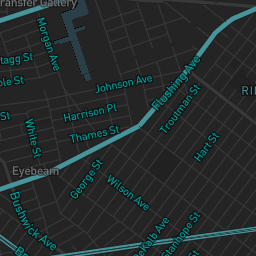 Transfer Gallery
Morgan Ave
Stagg St
Johnson Ave
Flushing Ave
Harrison Pl
Troutman St
St
Thames St
White St
Hart St
Eyebeam
George St
Wilson Ave
Bushwick Ave
DeKalb Ave
Stanhope St